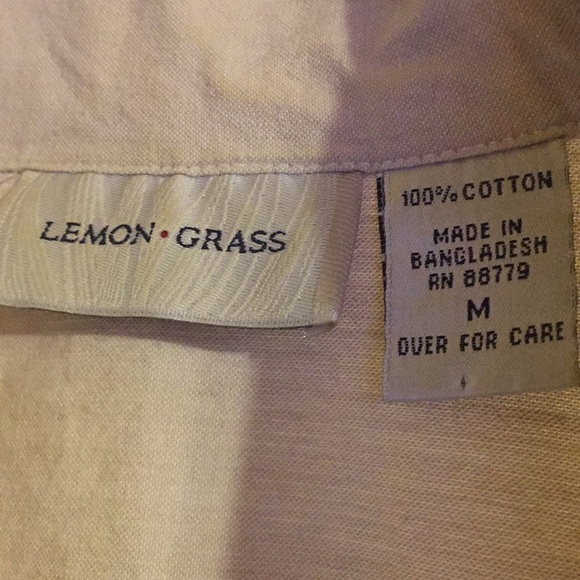 LEMON • GRASS
100% COTTON
MADE IN
BANGLADESH
RN 88779
M
OVER FOR CARE